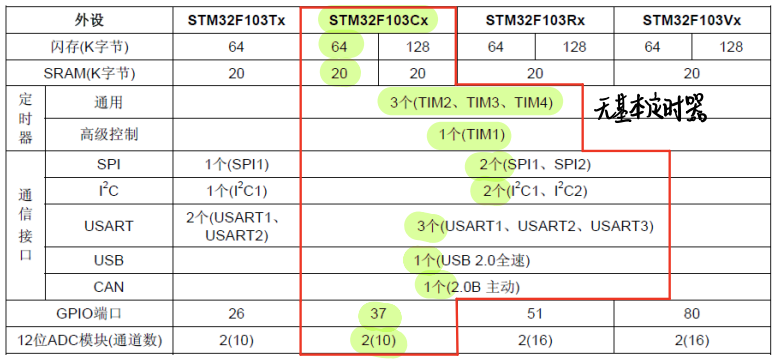 外设 STM32F103Tx STM32F103Cx STM32F103Rx STM32F103Vx
闪存(K字节) 64 64 128 64 128 64 128
SRAM(K字节) 20 20 20 20 20
定时器 通用 3个(TIM2、TIM3、TIM4) 无基本定时器
高级控制 1个(TIM1)
通信接口 SPI 1个(SPI1) 2个(SPI1、SPI2)
I²C 1个(I²C1) 2个(I²C1、I²C2)
USART 2个(USART1、
USART2) 3个(USART1、USART2、USART3)
USB 1个(USB 2.0全速)
CAN 1个(2.0B 主动)
GPIO端口 26 37 51 80
12位ADC模块(通道数) 2(10) 2(10) 2(16) 2(16)